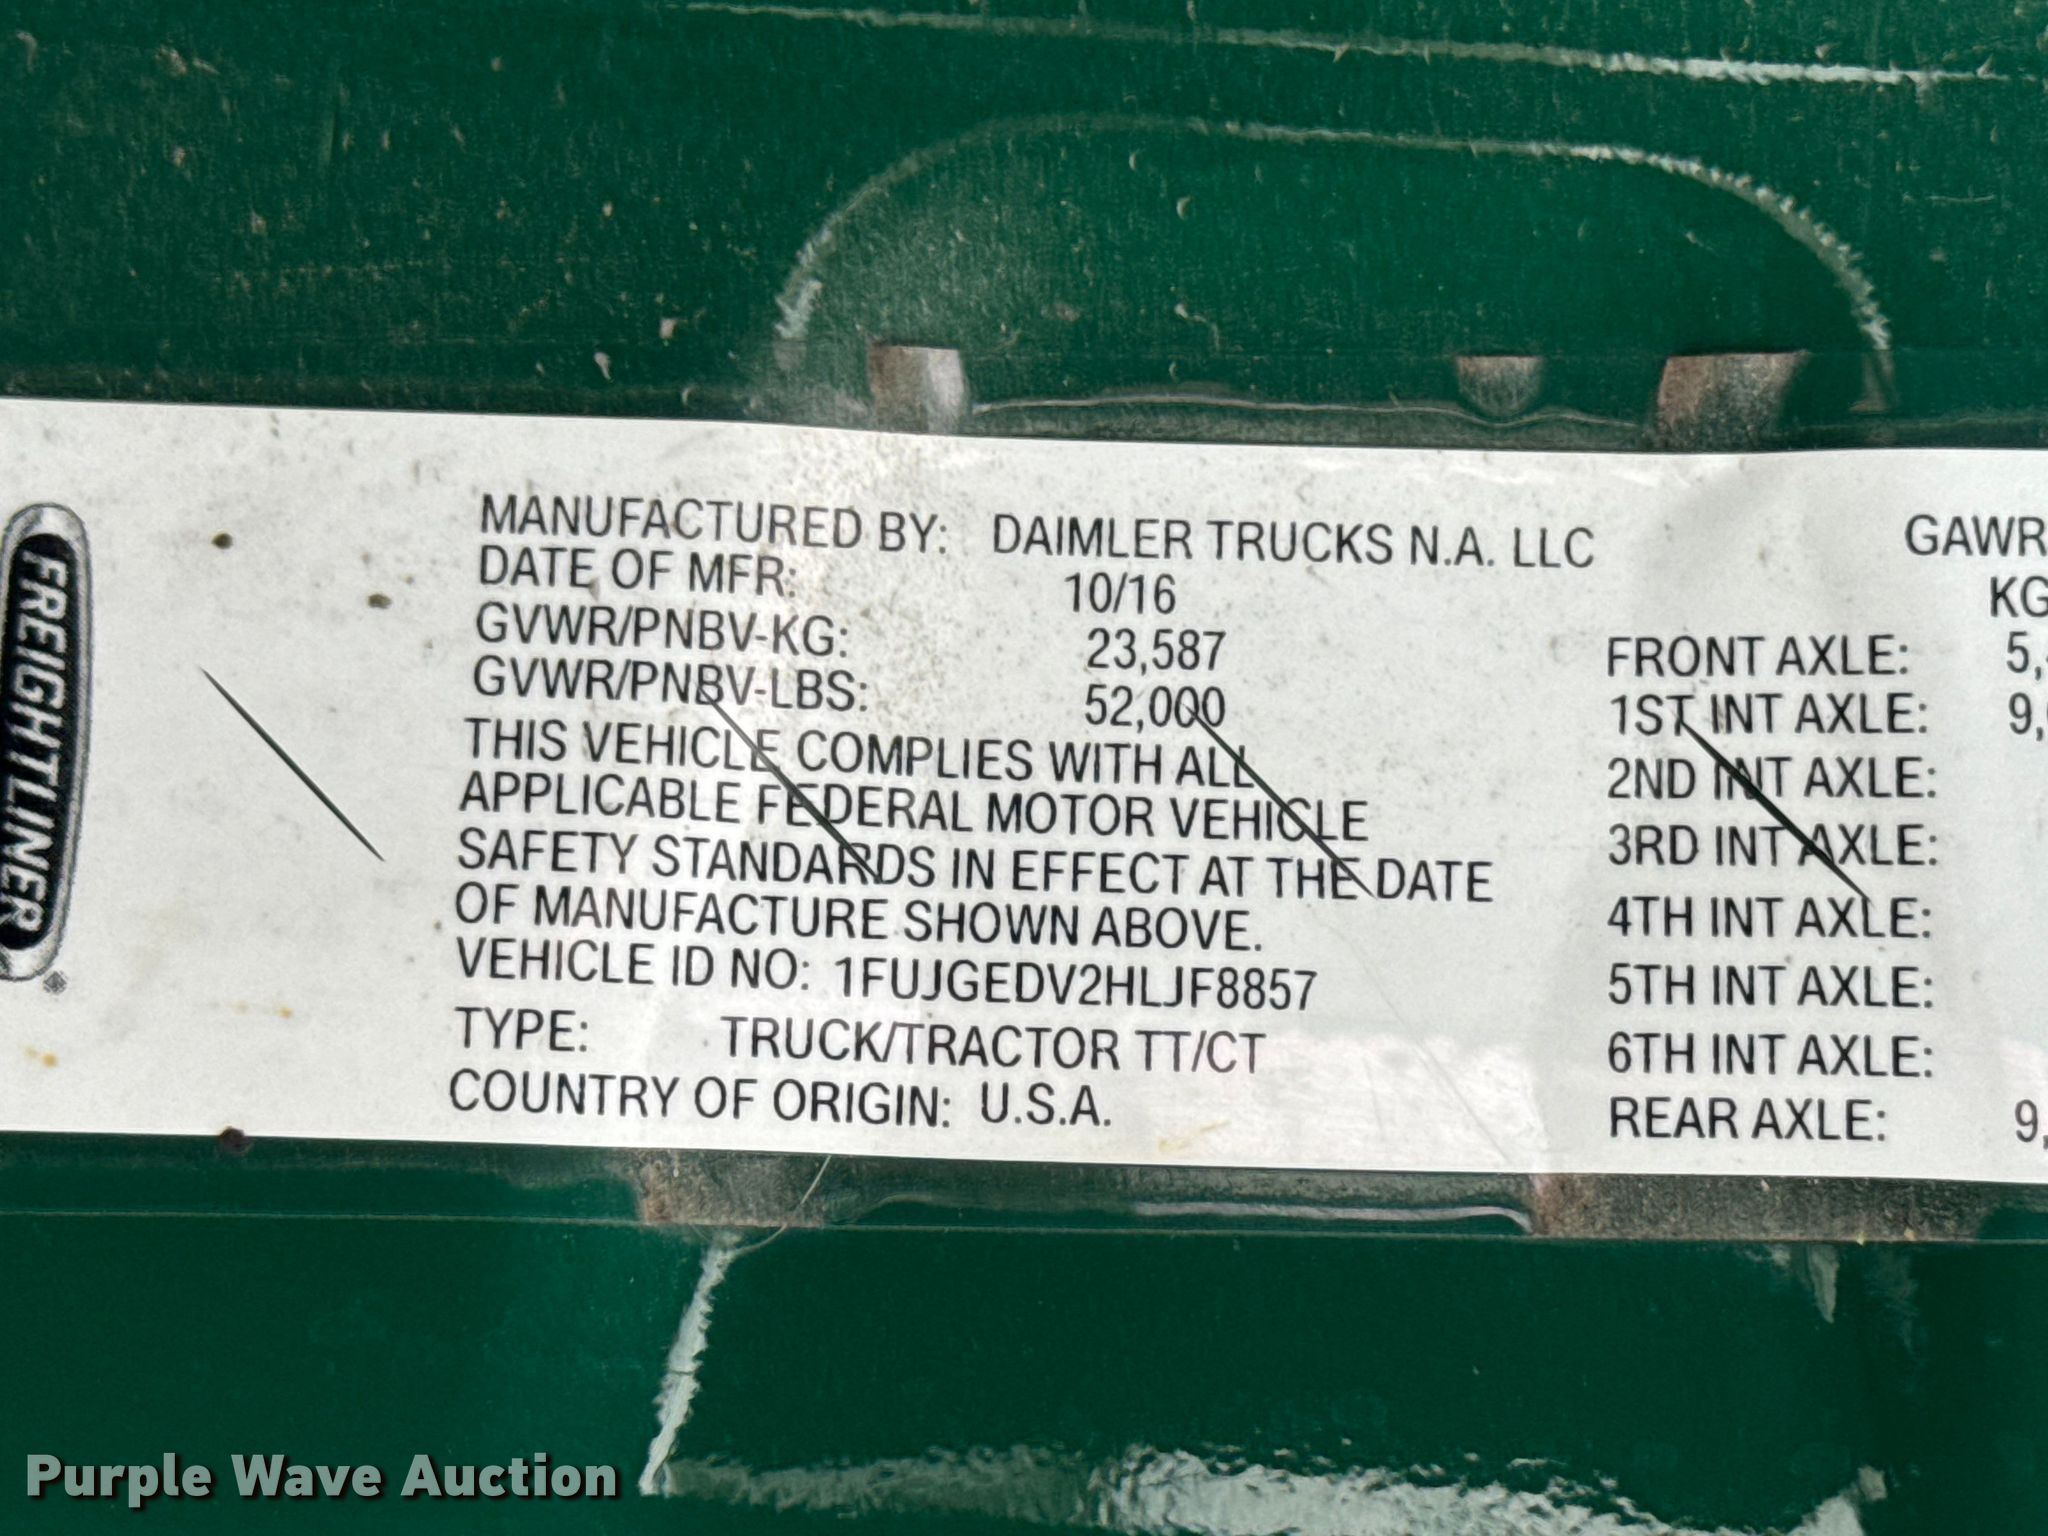 FREIGHTLINER
MANUFACTURED BY: DAIMLER TRUCKS N.A. LLC
DATE OF MFR: 10/16
GVWR/PNBV-KG: 23,587
GVWR/PNBV-LBS: 52,000
THIS VEHICLE COMPLIES WITH ALL
APPLICABLE FEDERAL MOTOR VEHICLE
SAFETY STANDARDS IN EFFECT AT THE DATE
OF MANUFACTURE SHOWN ABOVE.
VEHICLE ID NO: 1FUJGEDV2HLJF8857
TYPE: TRUCK/TRACTOR TT/CT
COUNTRY OF ORIGIN: U.S.A.
GAWR
KG
FRONT AXLE: 5,
1ST INT AXLE: 9,
2ND INT AXLE:
3RD INT AXLE:
4TH INT AXLE:
5TH INT AXLE:
6TH INT AXLE:
REAR AXLE: 9,
Purple Wave Auction